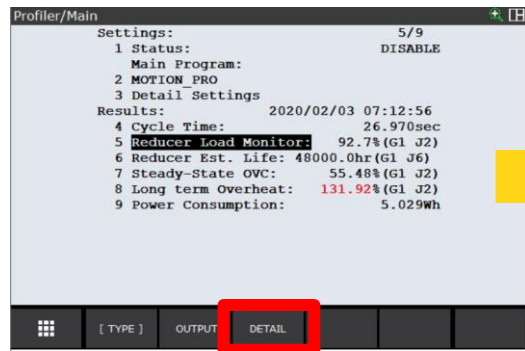 Profiler/Main
Settings: 5/9
1 Status: DISABLE
Main Program:
2 MOTION_PRO
3 Detail Settings
Results: 2020/02/03 07:12:56
4 Cycle Time: 26.970sec
5 Reducer Load Monitor: 92.7%(G1 J2)
6 Reducer Est. Life: 48000.0hr(G1 J6)
7 Steady-State OVC: 55.48%(G1 J2)
8 Long term Overheat: 131.92%(G1 J2)
9 Power Consumption: 5.029Wh
[ TYPE ] OUTPUT DETAIL